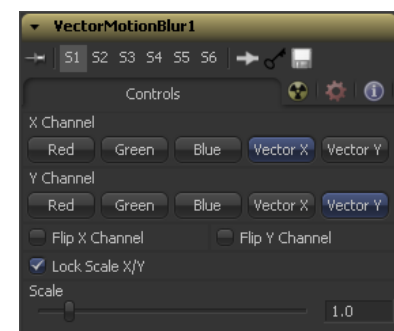 VectorMotionBlur1
S1 S2 S3 S4 S5 S6
Controls
X Channel
Red Green Blue Vector X Vector Y
Y Channel
Red Green Blue Vector X Vector Y
Flip X Channel Flip Y Channel
Lock Scale X/Y
Scale
1.0